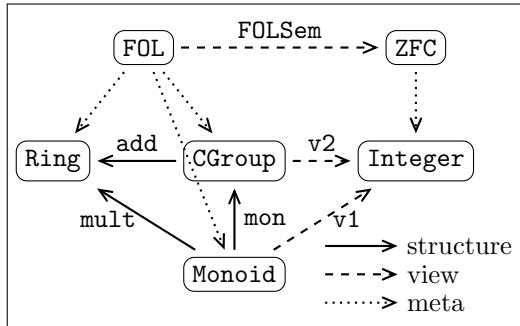 FOLSem
FOL ZFC
add v2
Ring CGroup Integer
mult mon v1
Monoid
structure
view
meta